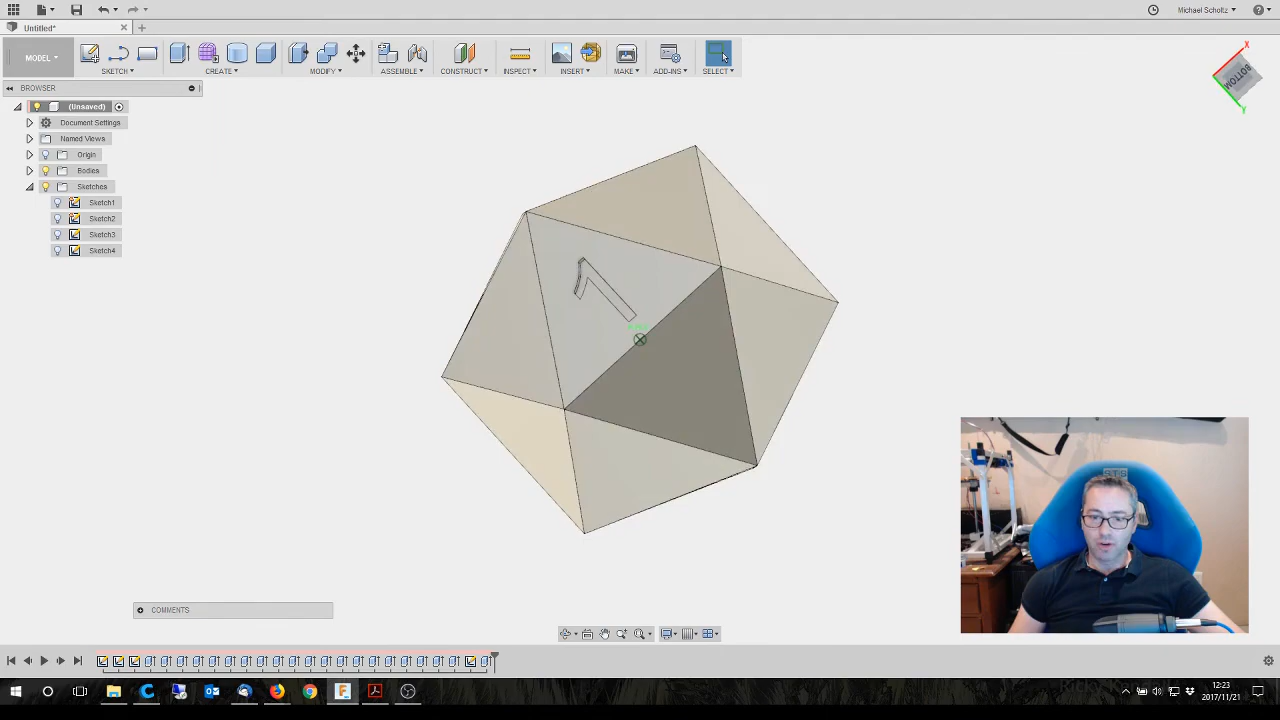 Michael Scholtz
Untitled*
MODEL
SKETCH
CREATE
MODIFY
ASSEMBLE
CONSTRUCT
INSPECT
INSERT
MAKE
ADD-INS
SELECT
BROWSER
(Unsaved)
Document Settings
Named Views
Origin
Bodies
Sketches
Sketch1
Sketch2
Sketch3
Sketch4
X
BOTTOM
Y
1
COMMENTS
12:23
2017/11/21